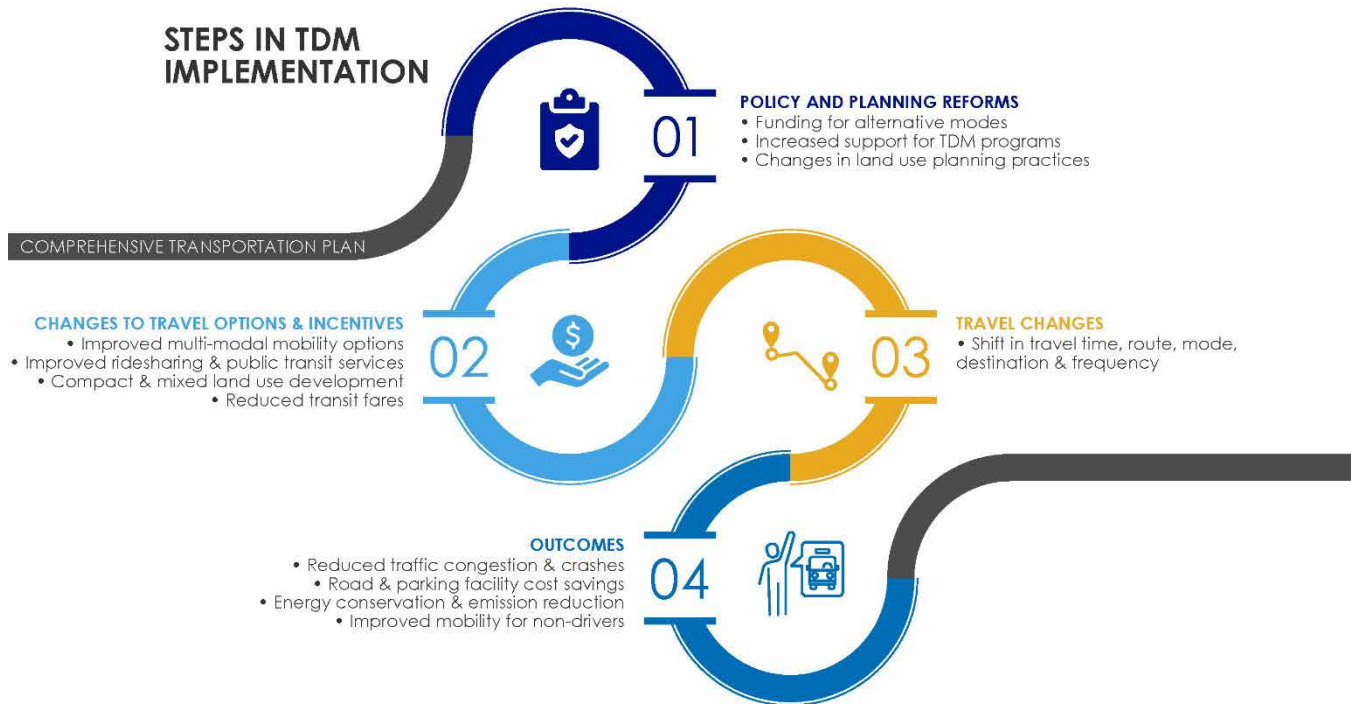 STEPS IN TDM
IMPLEMENTATION
01
POLICY AND PLANNING REFORMS
• Funding for alternative modes
• Increased support for TDM programs
• Changes in land use planning practices
COMPREHENSIVE TRANSPORTATION PLAN
CHANGES TO TRAVEL OPTIONS & INCENTIVES
• Improved multi-modal mobility options
• Improved ridesharing & public transit services
• Compact & mixed land use development
• Reduced transit fares
02
$
03
TRAVEL CHANGES
• Shift in travel time, route, mode,
destination & frequency
OUTCOMES
• Reduced traffic congestion & crashes
• Road & parking facility cost savings
• Energy conservation & emission reduction
• Improved mobility for non-drivers
04